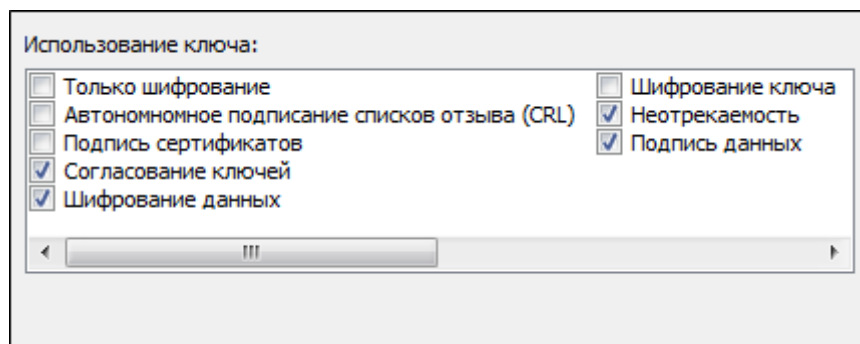 Использование ключа:
Только шифрование
Автономномное подписание списков отзыва (CRL)
Подпись сертификатов
Согласование ключей
Шифрование данных
Шифрование ключа
Неотрекаемость
Подпись данных